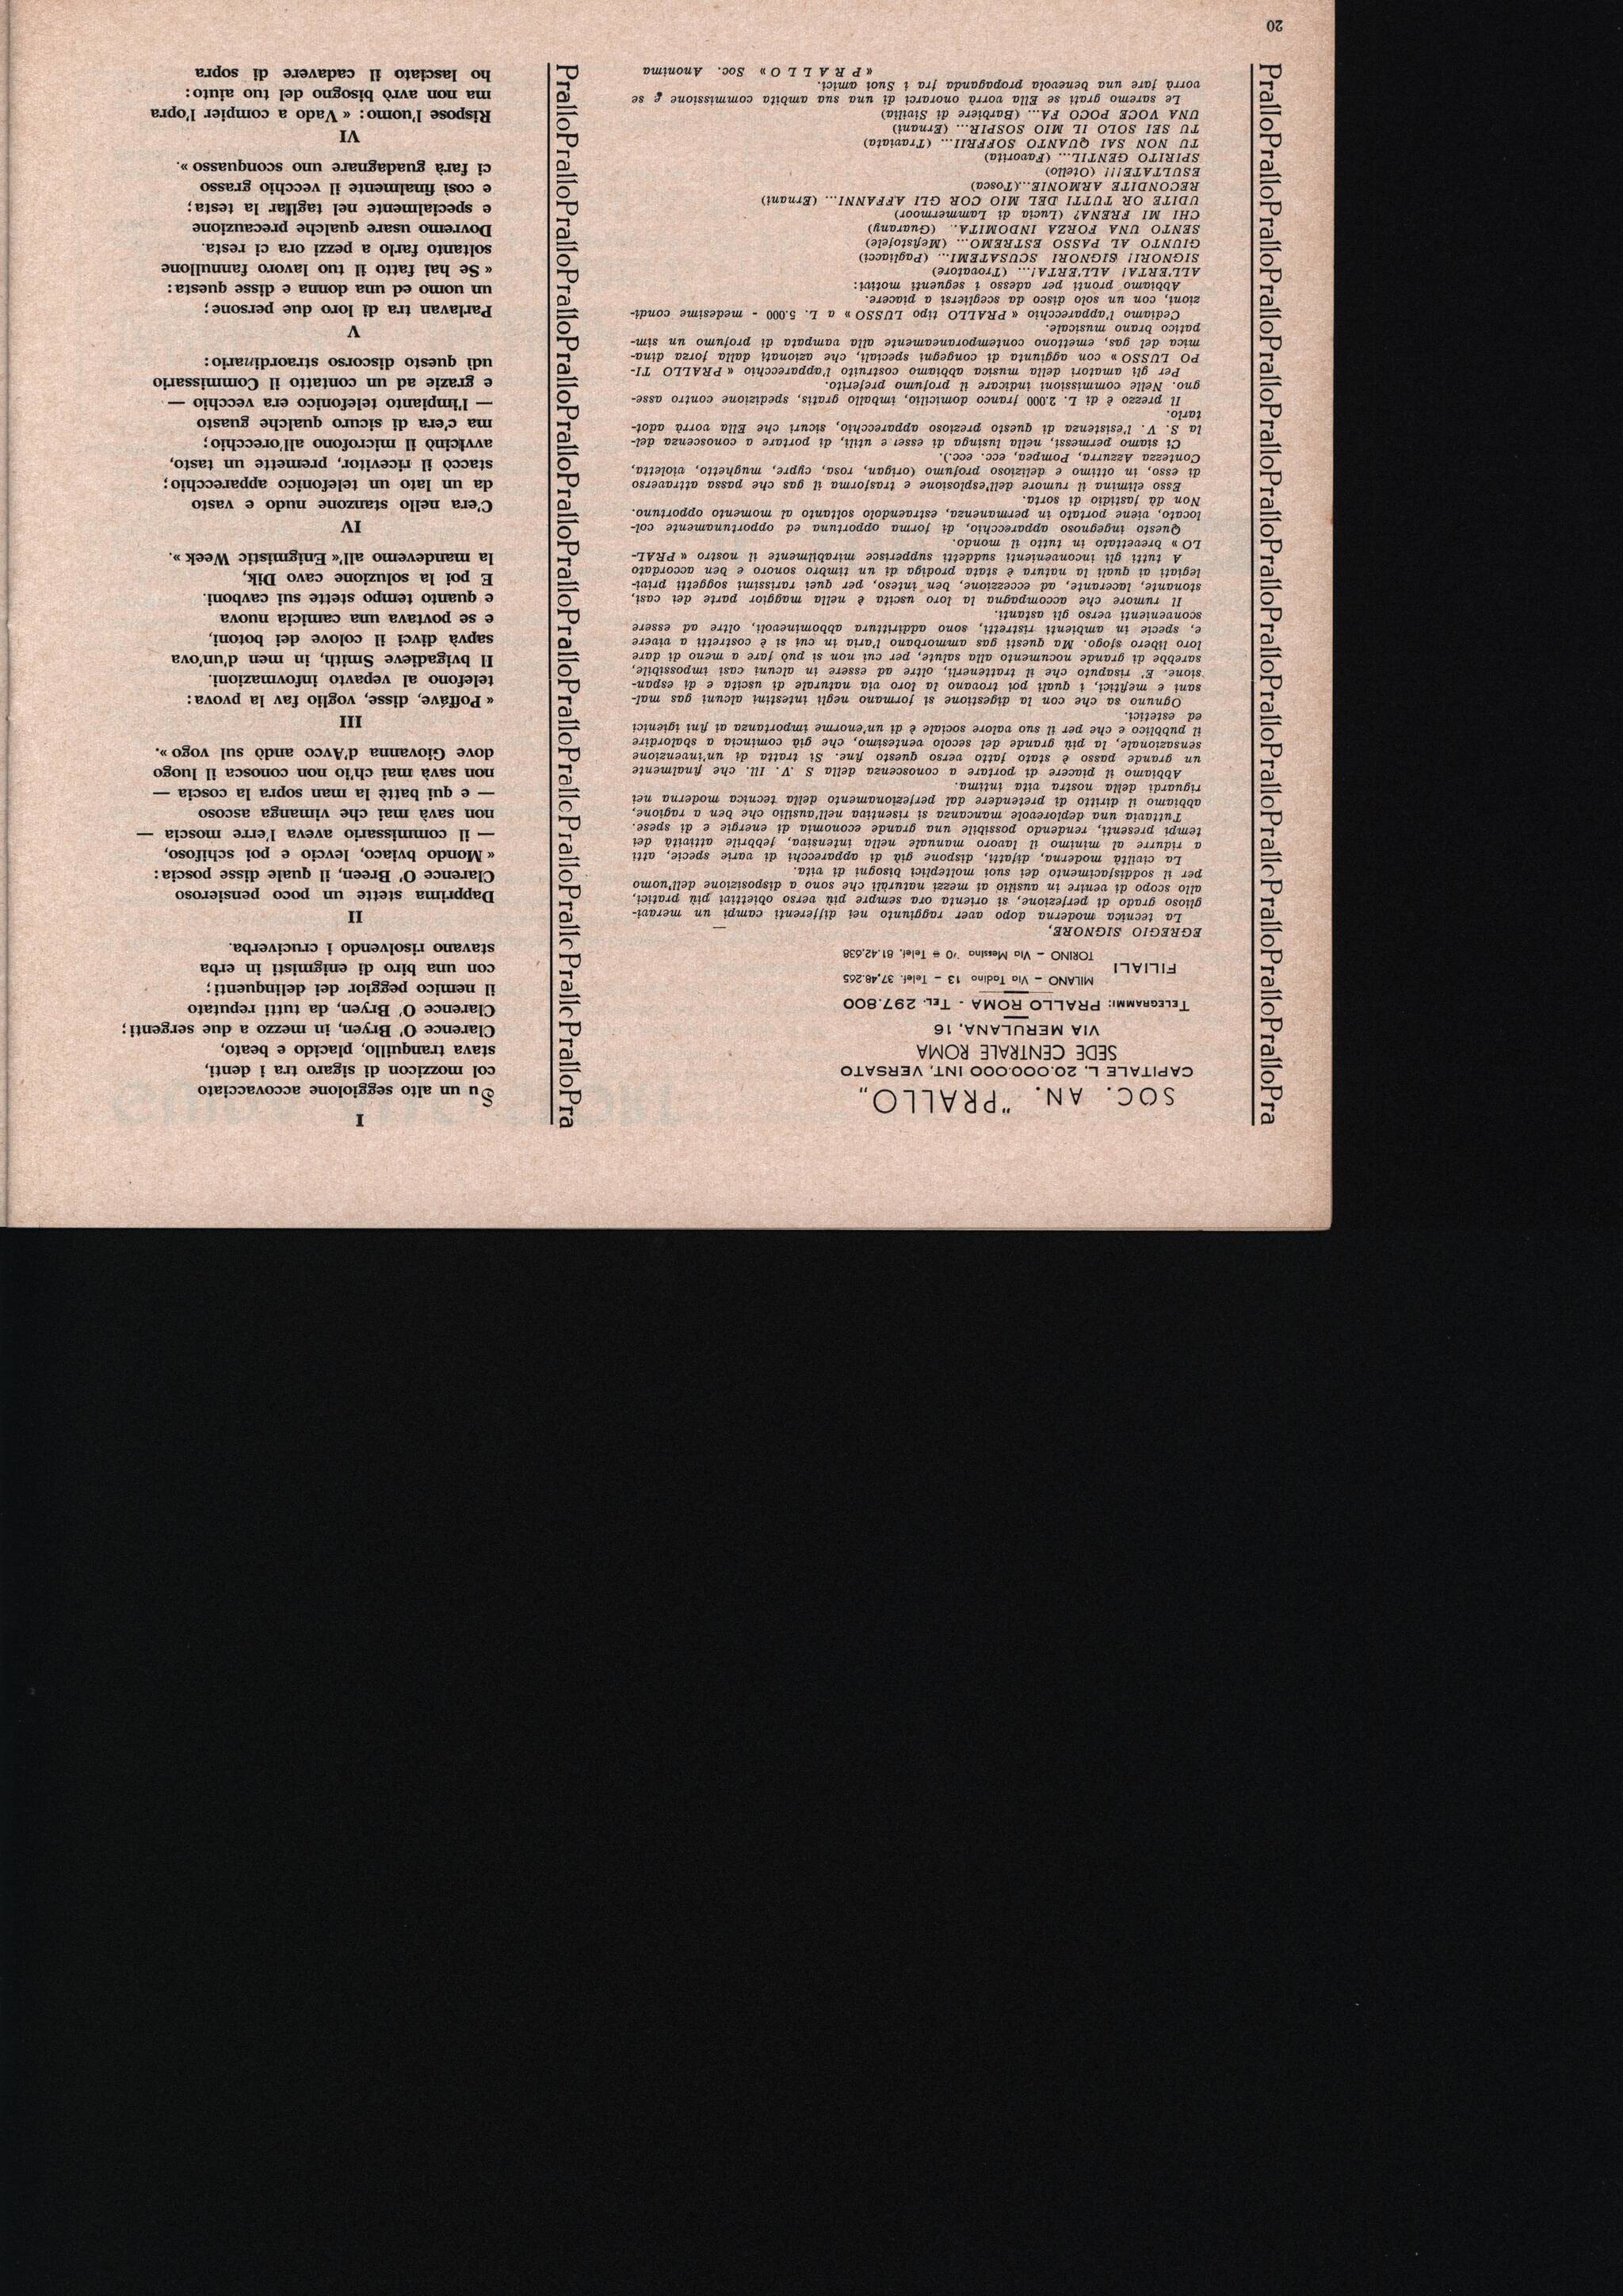 PralloPralloPralloPralloPralloPralloPralloPralloPralloPralloPralloPralloPralloPra
SOC. AN. "PRALLO„
CAPITALE L. 20.000.000 INT. VERSATO
SEDE CENTRALE ROMA
VIA MERULANA, 16
TELEGRAMMI: PRALLO ROMA - TEL. 297.800
FILIALI
MILANO – Via Todino 13 – Telef. 37.48.265
TORINO – Via Messino – Telef. 81.42.638
EGREGIO SIGNORE,
La tecnica moderna dopo aver raggiunto nei differenti campi un meravi-
glioso grado di perfezione, si orienta ora sempre più verso obiettivi più pratici,
allo scopo di venire in ausilio ai mezzi naturali che sono a disposizione dell'uomo
per il soddisfacimento dei suoi molteplici bisogni di vita.
La civiltà moderna, difatti, dispone già di apparecchi di varie specie, atti
a ridurre al minimo il lavoro manuale nella intensiva, febbrile attività dei
tempi presenti, rendendo possibile una grande economia di energie e di spese.
Tuttavia una deplorevole mancanza si risentiva nell'ausilio che ben a ragione,
abbiamo il diritto di pretendere dal perfezionamento della tecnica moderna nei
riguardi della nostra vita intima.
Abbiamo il piacere di portare a conoscenza della S .V. Ill. che finalmente
un grande passo è stato fatto verso questo fine. Si tratta di un'invenzione
sensazionale, la più grande del secolo ventesimo, che già comincia a sbalordire
il pubblico e che per il suo valore sociale è di un'enorme importanza ai fini igienici
ed estetici.
Ognuno sa che con la digestione si formano negli intestini alcuni gas mal-
sani e mefitici, i quali poi trovano la loro via naturale di uscita e di espan-
sione. E' risaputo che il trattenerli, oltre ad essere in alcuni casi impossibile,
sarebbe di grande nocumento alla salute, per cui non si può fare a meno di dare
loro libero sfogo. Ma questi gas ammorbano l'aria in cui si è costretti a vivere
e, specie in ambienti ristretti, sono addirittura abbominevoli, oltre ad essere
sconvenienti verso gli astanti.
Il rumore che accompagna la loro uscita è nella maggior parte dei casi,
stonante, lacerante, ad eccezione, ben inteso, per quei rarissimi soggetti privi-
legiati ai quali la natura è stata prodiga di un timbro sonoro e ben accordato
A tutti gli inconvenienti suddetti supperisce mirabilmente il nostro « PRAL-
LO » brevettato in tutto il mondo.
Questo ingegnoso apparecchio, di forma opportuna ed opportunamente col-
locato, viene portato in permanenza, estraendolo soltanto al momento opportuno.
Non dà fastidio di sorta.
Esso elimina il rumore dell'esplosione e trasforma il gas che passa attraverso
di esso, in ottimo e delizioso profumo (origan, rosa, cypre, mughetto, violetta,
Contezza Azzurra, Pompea, ecc. ecc.).
Ci siamo permessi, nella lusinga di esser e utili, di portare a conoscenza del-
la S. V. l'esistenza di questo prezioso apparecchio, sicuri che Ella vorrà adot-
tarlo.
Il prezzo è di L. 2.000 franco domicilio, imballo gratis, spedizione contro asse-
gno. Nelle commissioni indicare il profumo preferito.
Per gli amatori della musica abbiamo costruito l'apparecchio « PRALLO TI-
PO LUSSO » con aggiunta di congegni speciali, che azionati dalla forza dina-
mica del gas, emettono contemporaneamente alla vampata di profumo un sim-
patico brano musicale.
Cediamo l'apparecchio « PRALLO tipo LUSSO » a L. 5.000 - medesime condi-
zioni, con un solo disco da scegliersi a piacere.
Abbiamo pronti per adesso i seguenti motivi:
ALL'ERTA! ALL'ERTA!... (Trovatore)
SIGNORI! SIGNORI SCUSATEMI... (Pagliacci)
GIUNTO AL PASSO ESTREMO... (Mefistofele)
SENTO UNA FORZA INDOMITA.. (Guarany)
CHI MI FRENA? (Lucia di Lammermoor)
UDITE OR TUTTI DEL MIO COR GLI AFFANNI... (Ernani)
RECONDITE ARMONIE...(Tosca)
ESULTATE!!! (Otello)
SPIRITO GENTIL... (Favorita)
TU NON SAI QUANTO SOFFRII... (Traviata)
TU SEI SOLO IL MIO SOSPIR... (Ernani)
UNA VOCE POCO FA... (Barbiere di Siviglia)
Le saremo grati se Ella vorrà onorarci di una sua ambita commissione e se
vorrà fare una benevola propaganda fra i Suoi amici.
« P R A L L O » Soc. Anonima
PralloPralloPralloPralloPralloPralloPralloPralloPralloPralloPralloPralloPralloPra
I
Su un alto seggiolone accovacciato
col mozzicon di sigaro tra i denti,
stava tranquillo, placido e beato,
Clarence O' Bryen, in mezzo a due sergenti;
Clarence O' Bryen, da tutti reputato
il nemico peggior dei delinquenti;
con una biro di enigmisti in erba
stavano risolvendo i cruciverba.
II
Dapprima stette un poco pensieroso
Clarence O' Breen, il quale disse poscia:
« Mondo bviaco, levcio e poi schifoso,
— il commissario aveva l'erre moscia —
non savà mai che vimanga ascoso
— e qui battè la man sopra la coscia —
non savà mai ch'io non conosca il luogo
dove Giovanna d'Avco andò sul vogo ».
III
« Poffàve, disse, voglio fav la pvova:
telefono al vepavto infovmazioni.
Il bvigadieve Smith, in men d'un'ova
sapvà divci il colove dei botoni,
e se povtava una camicia nuova
e quanto tempo stette sui cavboni.
E poi la soluzione cavo Dik,
la mandevemo all'« Enigmistic Week ».
IV
C'era nello stanzone nudo e vasto
da un lato un telefonico apparecchio;
staccò il ricevitor, premette un tasto,
avvicinò il microfono all'orecchio;
ma c'era di sicuro qualche guasto
— l'impianto telefonico era vecchio —
e grazie ad un contatto il Commissario
udì questo discorso straordinario:
V
Parlavan tra di loro due persone;
un uomo ed una donna e disse questa:
« Se hai fatto il tuo lavoro fannullone
soltanto farlo a pezzi ora ci resta.
Dovremo usare qualche precauzione
e specialmente nel tagliar la testa;
e così finalmente il vecchio grasso
ci farà guadagnare uno sconquasso ».
VI
Rispose l'uomo: « Vado a compier l'opra
ma non avrò bisogno del tuo aiuto:
ho lasciato il cadavere di sopra
20